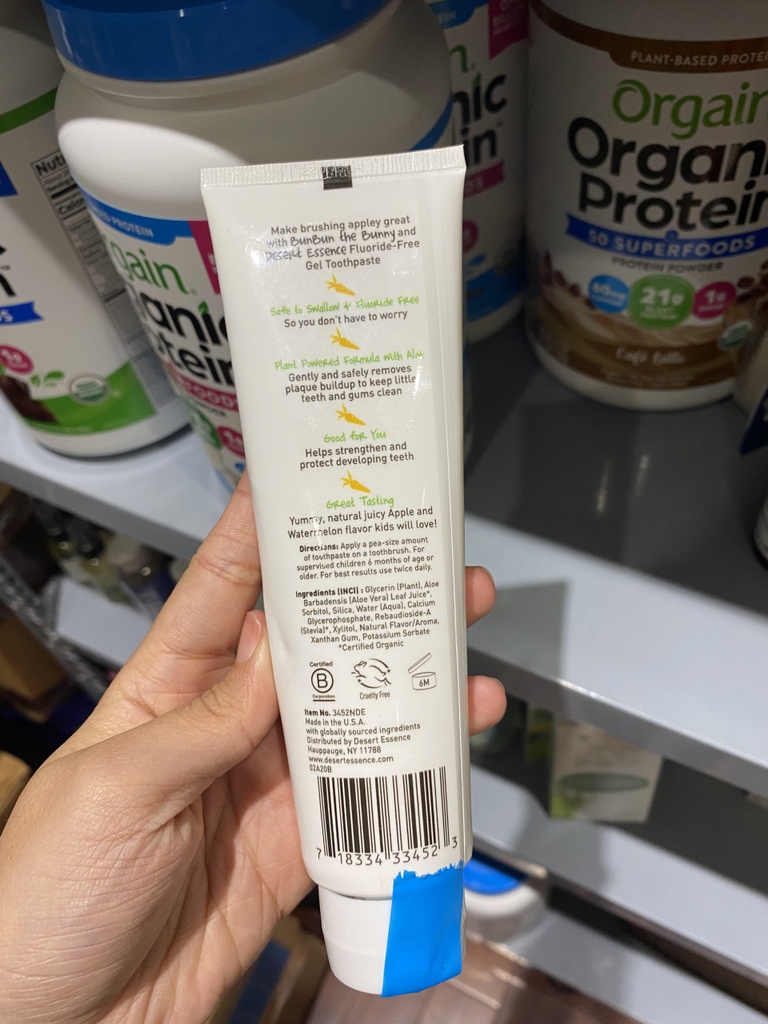 Make brushing appley great
with BunBun the Bunny and
Desert Essence Fluoride-Free
Gel Toothpaste
Safe to Swallow + Fluoride Free
So you don't have to worry
Plant Powered Formula with Aloe
Gently and safely removes
plaque buildup to keep little
teeth and gums clean
Good for You
Helps strengthen and
protect developing teeth
Great Tasting
Yummy, natural juicy Apple and
Watermelon flavor kids will love!
Directions: Apply a pea-size amount
of toothpaste on a toothbrush. For
supervised children 6 months of age or
older. For best results use twice daily.
Ingredients (INCI) : Glycerin (Plant), Aloe
Barbadensis (Aloe Vera) Leaf Juice*,
Sorbitol, Silica, Water (Aqua), Calcium
Glycerophosphate, Rebaudioside-A
(Stevia)*, Xylitol, Natural Flavor/Aroma,
Xanthan Gum, Potassium Sorbate
*Certified Organic
Certified
B
Corporation
Cruelty Free
6M
Item No. 3452NDE
Made in the U.S.A.
with globally sourced ingredients
Distributed by Desert Essence
Hauppauge, NY 11788
www.desertessence.com
02A20B
7 18334 33452 3
PLANT-BASED PROTEIN
Orgain
Organi
Protein
50 SUPERFOODS
PROTEIN POWDER
21g
1g
Café Latte